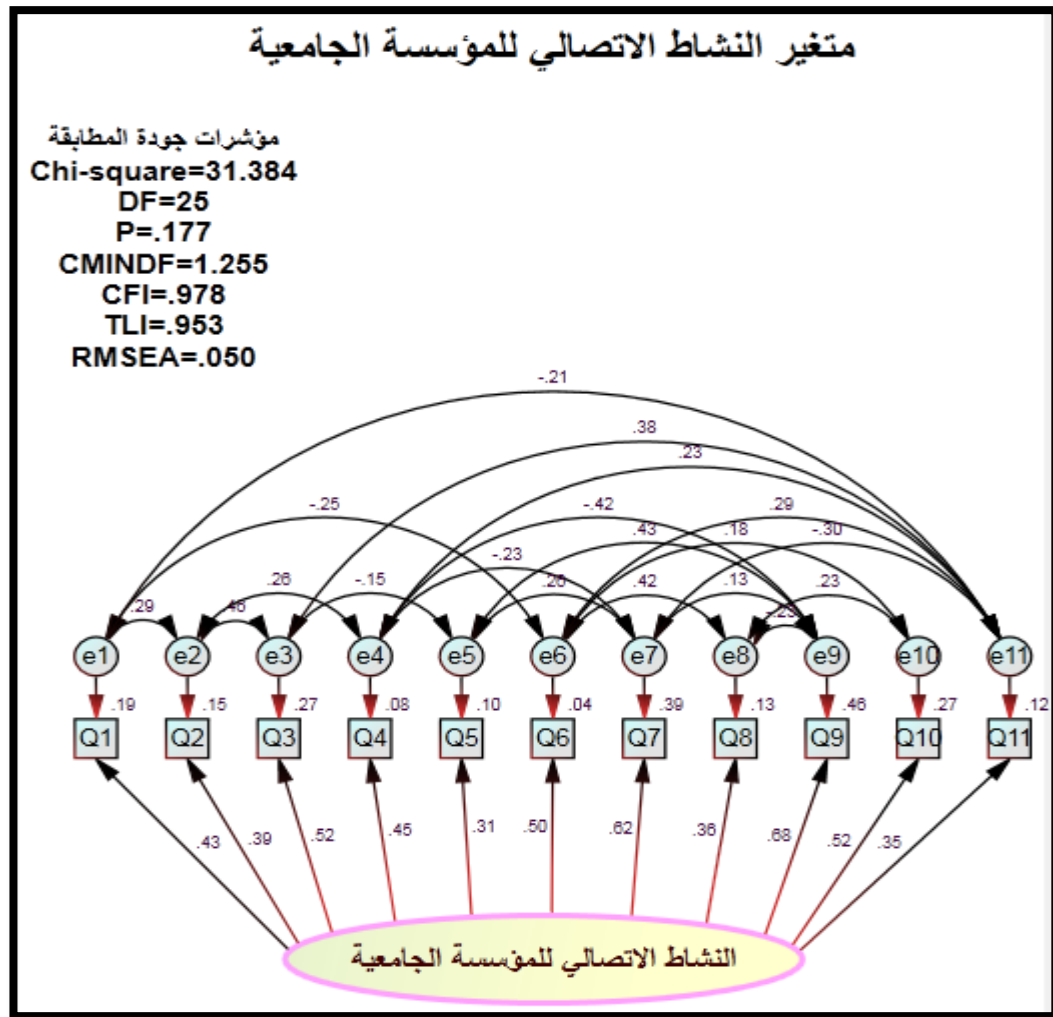 متغير النشاط الاتصالي للمؤسسة الجامعية
مؤشرات جودة المطابقة
Chi-square=31.384
DF=25
P=.177
CMINDF=1.255
CFI=.978
TLI=.953
RMSEA=.050
-.21
.38
.23
-.25 -.42 .29
.43 .18 -.30
-.23
.26 -.15 .20 .42 .13 .23
.29 .46 -.23
e1 e2 e3 e4 e5 e6 e7 e8 e9 e10 e11
.19 .15 .27 .08 .10 .04 .39 .13 .46 .27 .12
Q1 Q2 Q3 Q4 Q5 Q6 Q7 Q8 Q9 Q10 Q11
.43 .39 .52 .45 .31 .50 .62 .36 .68 .52 .35
النشاط الاتصالي للمؤسسة الجامعية